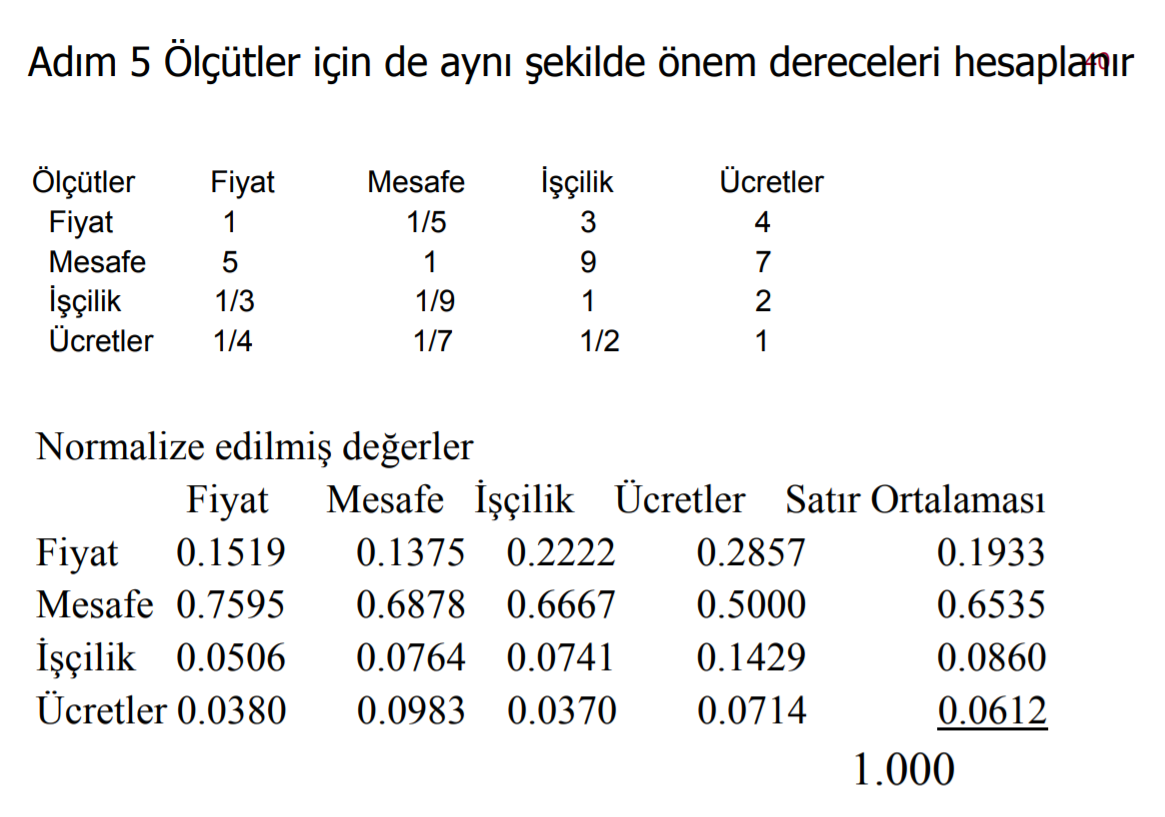 Adım 5 Ölçütler için de aynı şekilde önem dereceleri hesaplanır
40
Ölçütler Fiyat Mesafe İşçilik Ücretler
Fiyat 1 1/5 3 4
Mesafe 5 1 9 7
İşçilik 1/3 1/9 1 2
Ücretler 1/4 1/7 1/2 1
Normalize edilmiş değerler
Fiyat Mesafe İşçilik Ücretler Satır Ortalaması
Fiyat 0.1519 0.1375 0.2222 0.2857 0.1933
Mesafe 0.7595 0.6878 0.6667 0.5000 0.6535
İşçilik 0.0506 0.0764 0.0741 0.1429 0.0860
Ücretler 0.0380 0.0983 0.0370 0.0714 0.0612
1.000